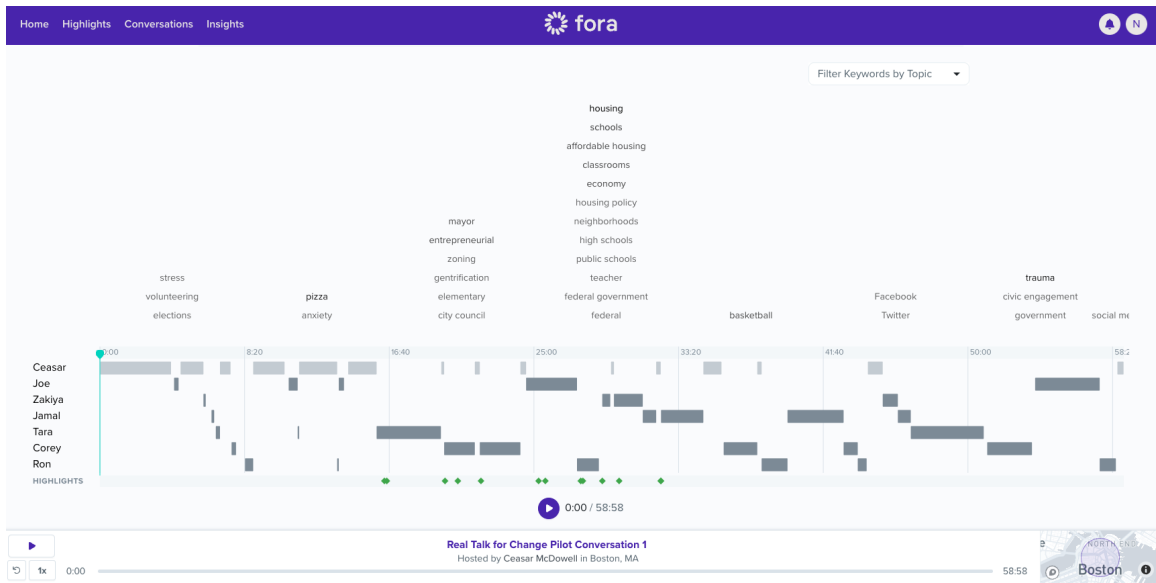 Home Highlights Conversations Insights fora N
Filter Keywords by Topic
housing
schools
affordable housing
classrooms
economy
housing policy
mayor neighborhoods
entrepreneurial high schools
zoning public schools
stress gentrification teacher trauma
volunteering pizza elementary federal government Facebook civic engagement
elections anxiety city council federal basketball Twitter government social me
0:00 8:20 16:40 25:00 33:20 41:40 50:00 58:2
Ceasar
Joe
Zakiya
Jamal
Tara
Corey
Ron
HIGHLIGHTS
0:00 / 58:58
Real Talk for Change Pilot Conversation 1
Hosted by Ceasar McDowell in Boston, MA
1x 0:00 58:58
NORTH EN
Boston